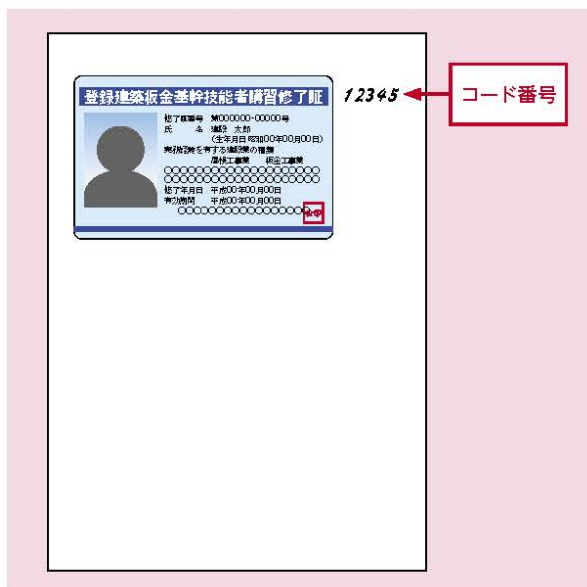 登録建築板金基幹技能者講習修了証
12345
コード番号
修了証番号 第000000-00000号
氏 名 建設 太郎
(生年月日 昭和00年00月00日)
実務経験を有する建設業の種類
屋根工事業 板金工事業
○○○○○○○○○○○○○○○○○○○○
○○○○○○○○○○○○○○○○○○○○
修了年月日 平成00年00月00日
有効期間 平成00年00月00日
○○○○○○○○○○○○○○○○○